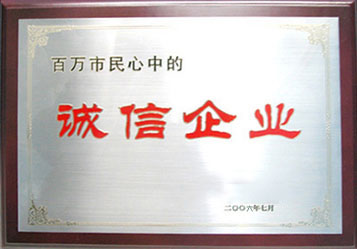 百万市民心中的
诚信企业
二〇〇六年七月